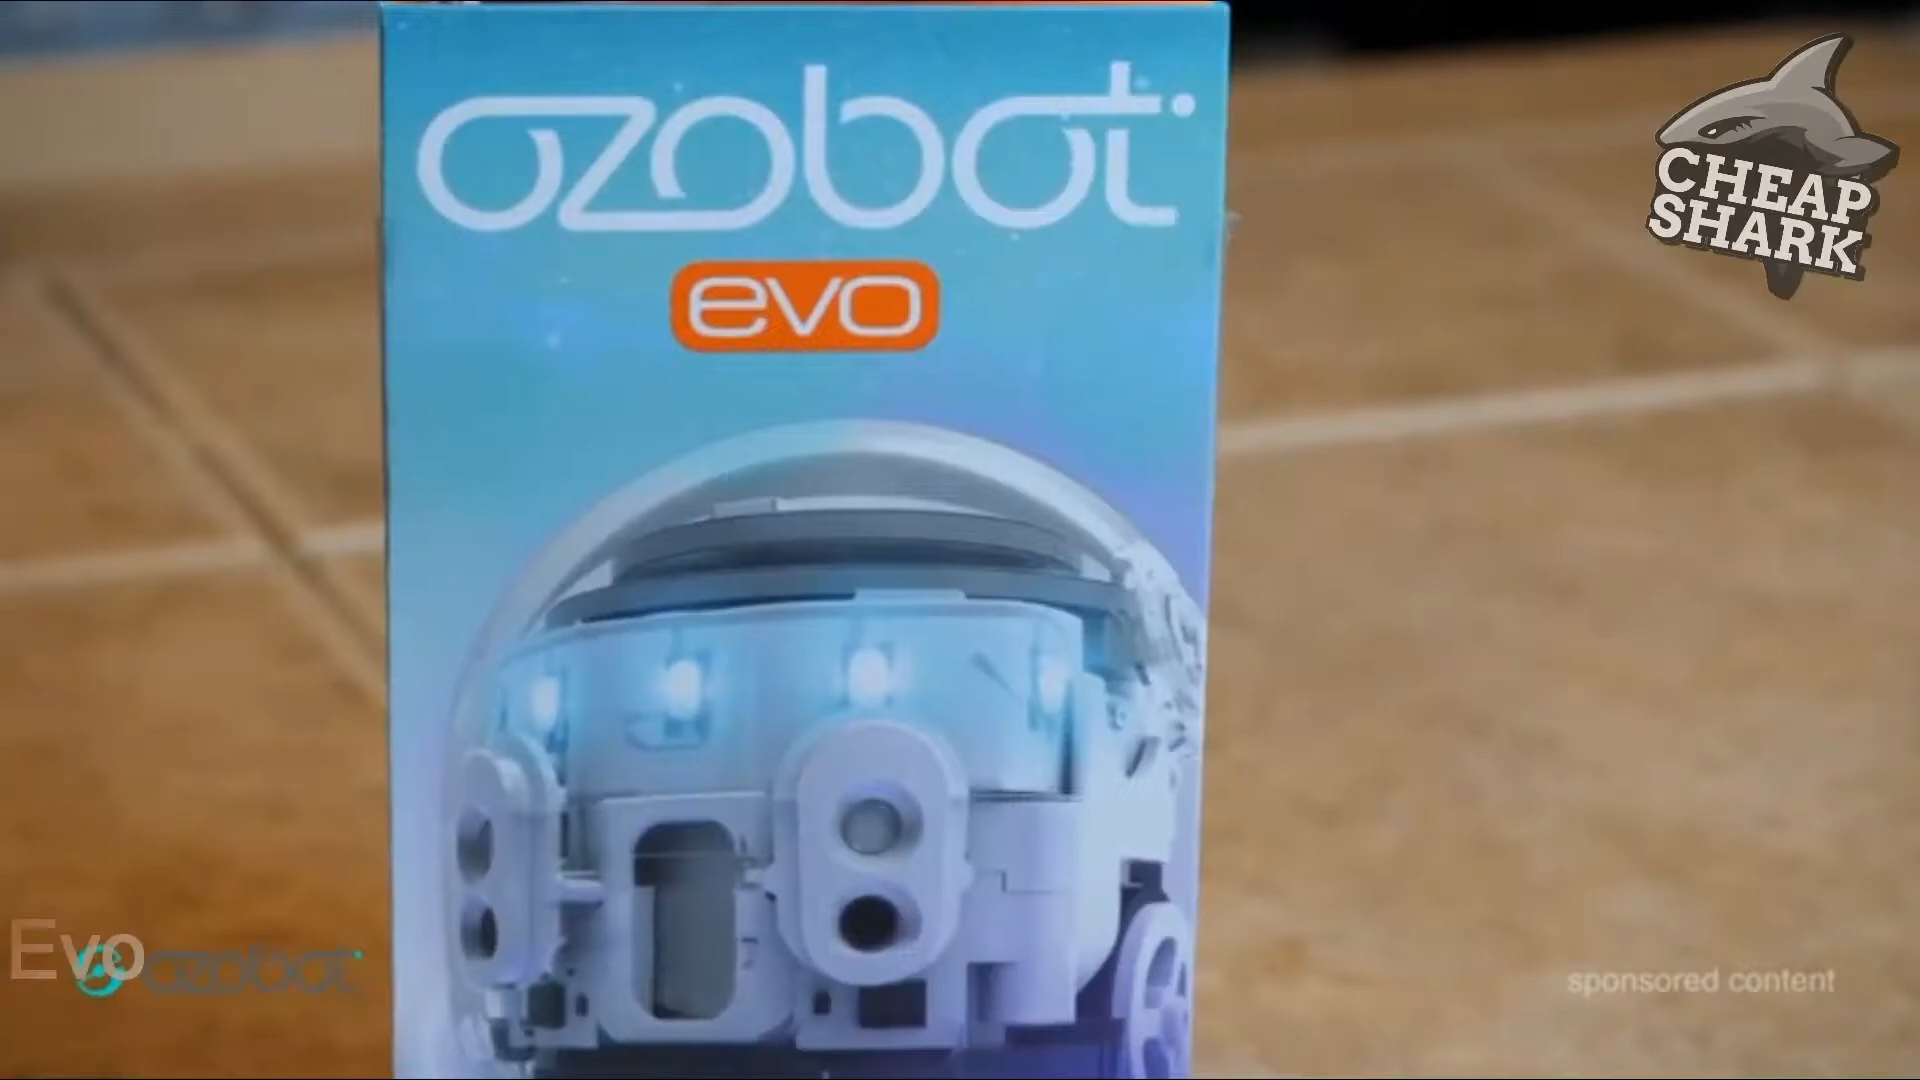 ozobot
evo
CHEAP
SHARK
Evo
ozobot
sponsored content